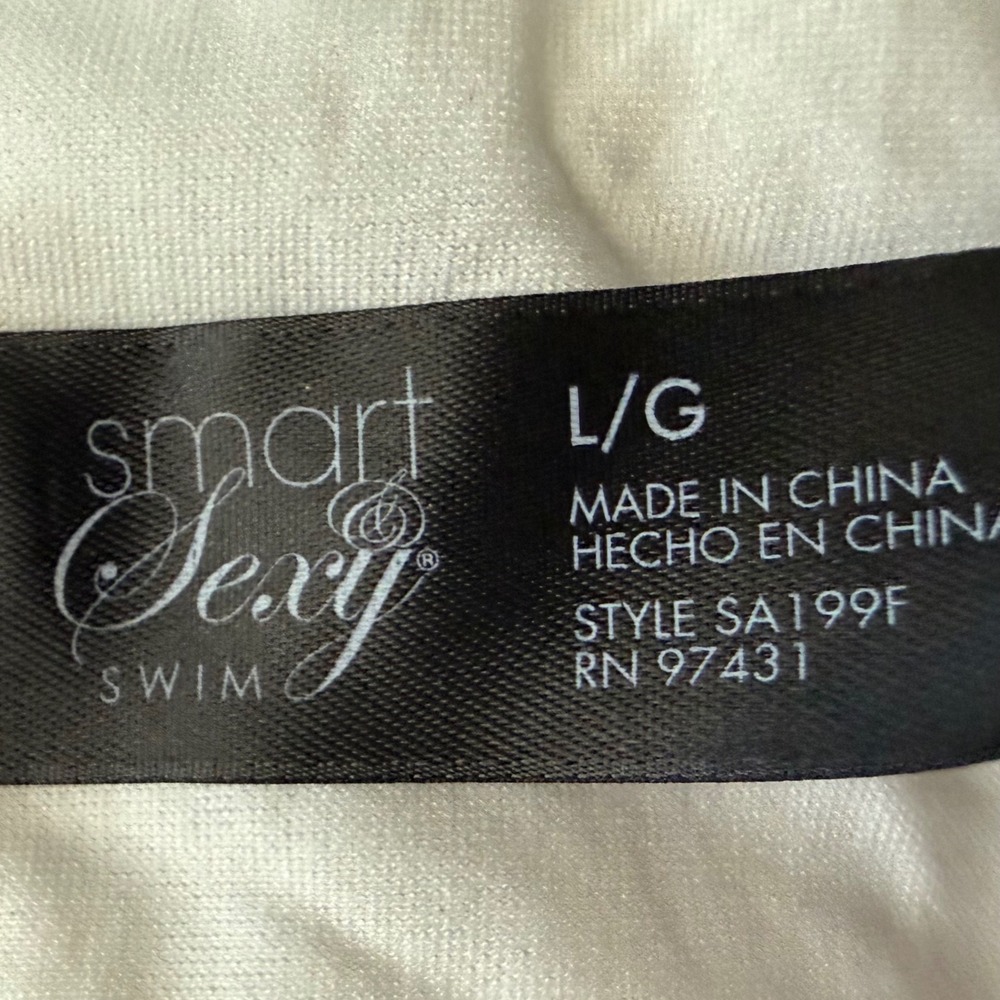 smart
& Sexy®
SWIM
L/G
MADE IN CHINA
HECHO EN CHINA
STYLE SA199F
RN 97431